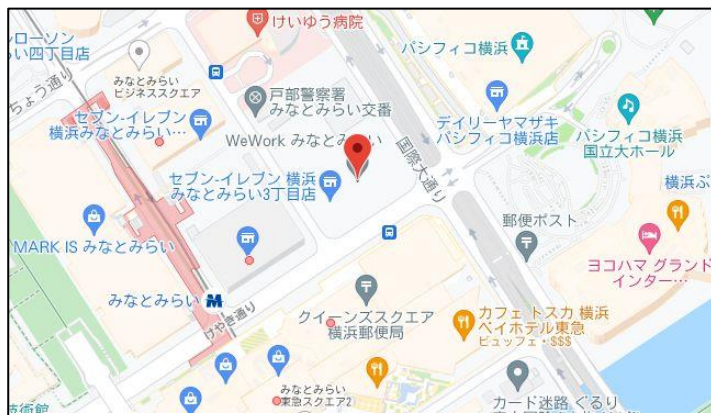 ンローソン
らい四丁目店
けいゆう病院
パシフィコ横浜
みなとみらい
ビジネススクエア
ちょう通り
戸部警察署
みなとみらい交番
セブン-イレブン
横浜みなとみらい…
WeWork みなとみらい
国際大通り
デイリーヤマザキ
パシフィコ横浜店
パシフィコ横浜
国立大ホール
セブン-イレブン 横浜
みなとみらい3丁目店
横浜ぷ
郵便ポスト
MARK IS みなとみらい
ヨコハマ グランド
インター…
みなとみらい
けやき通り
クイーンズスクエア
横浜郵便局
カフェ トスカ 横浜
ベイホテル東急
ビュッフェ・$$$
みなとみらい
東急スクエア2
カード迷路 ぐるり
技術館